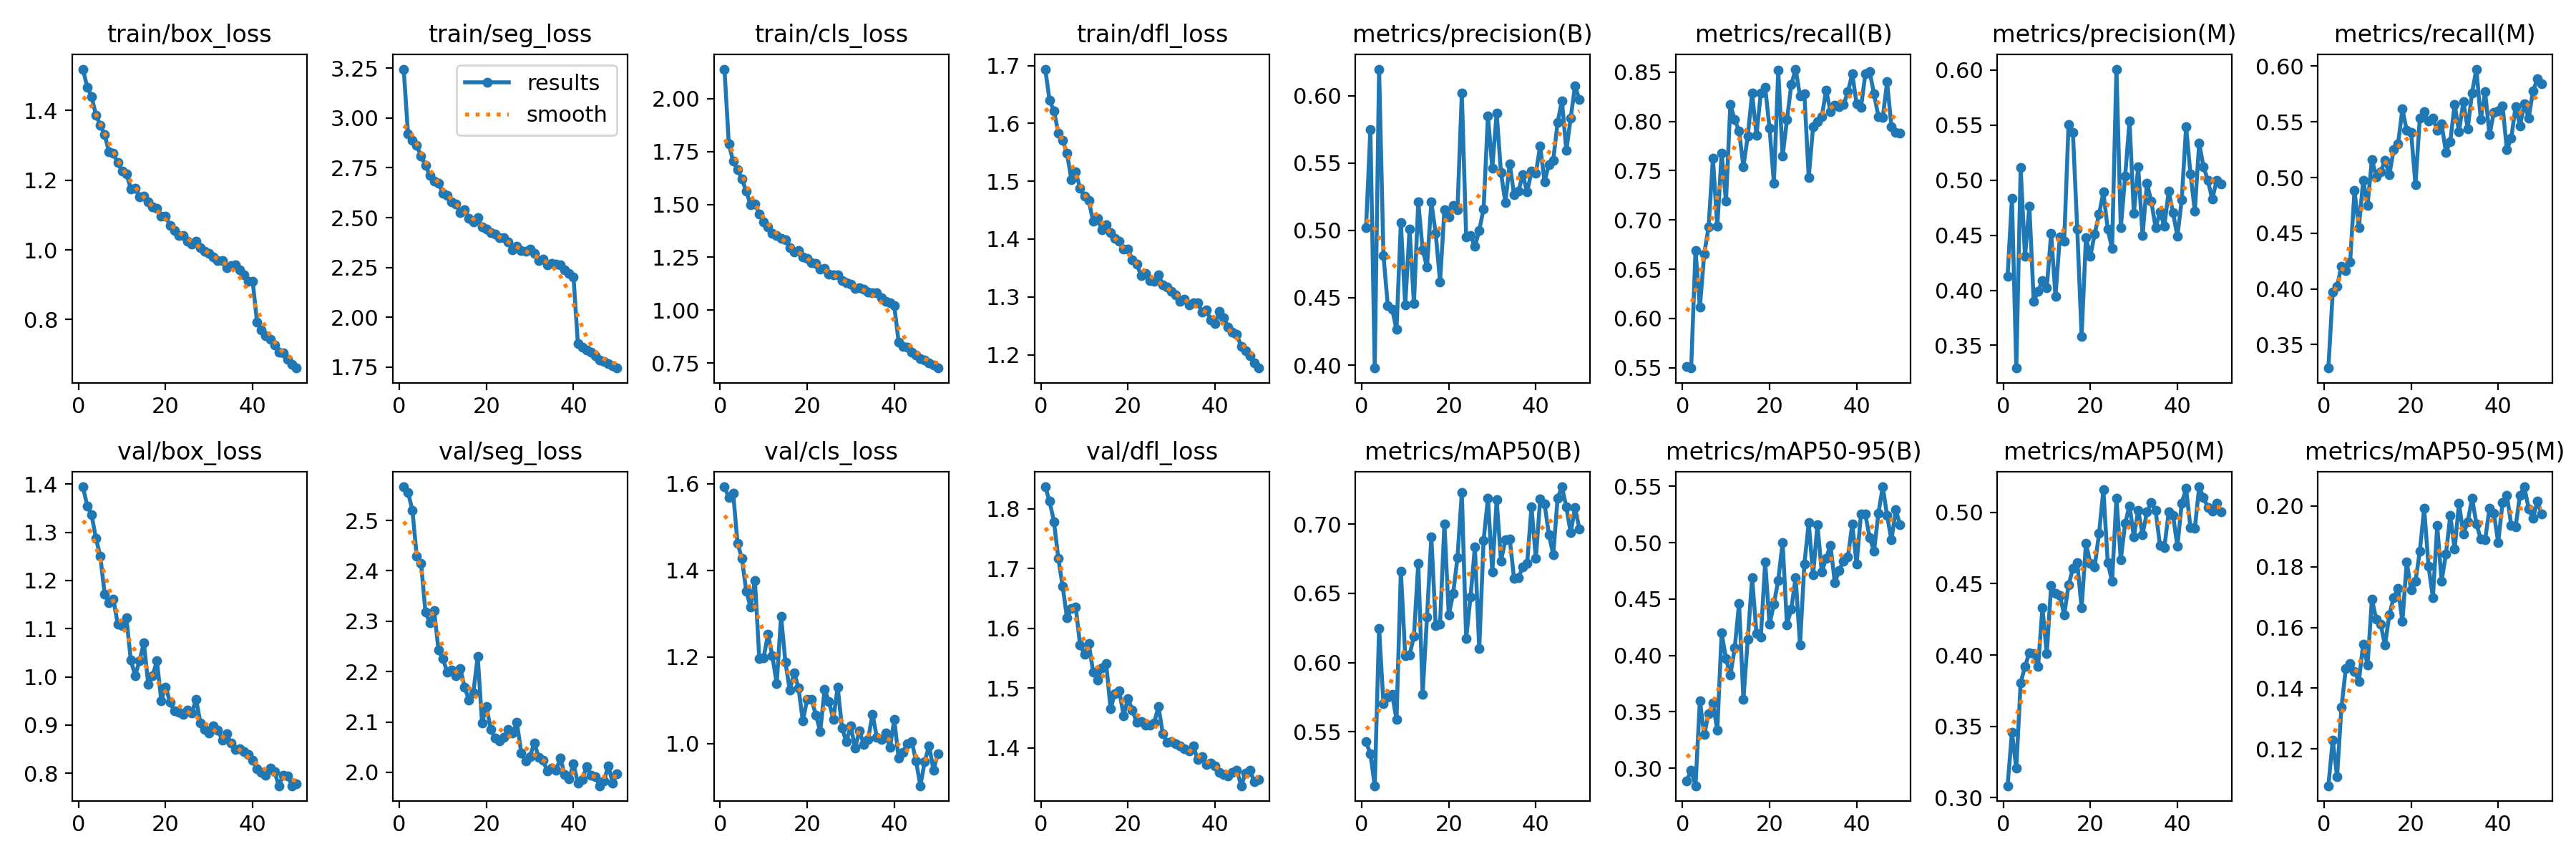 train/box_loss
train/seg_loss
train/cls_loss
train/dfl_loss
metrics/precision(B)
metrics/recall(B)
metrics/precision(M)
metrics/recall(M)
results
smooth
1.4
1.2
1.0
0.8
0 20 40
3.25
3.00
2.75
2.50
2.25
2.00
1.75
0 20 40
2.00
1.75
1.50
1.25
1.00
0.75
0 20 40
1.7
1.6
1.5
1.4
1.3
1.2
0 20 40
0.60
0.55
0.50
0.45
0.40
0 20 40
0.85
0.80
0.75
0.70
0.65
0.60
0.55
0 20 40
0.60
0.55
0.50
0.45
0.40
0.35
0 20 40
0.60
0.55
0.50
0.45
0.40
0.35
0 20 40
val/box_loss
val/seg_loss
val/cls_loss
val/dfl_loss
metrics/mAP50(B)
metrics/mAP50-95(B)
metrics/mAP50(M)
metrics/mAP50-95(M)
1.4
1.3
1.2
1.1
1.0
0.9
0.8
0 20 40
2.5
2.4
2.3
2.2
2.1
2.0
0 20 40
1.6
1.4
1.2
1.0
0 20 40
1.8
1.7
1.6
1.5
1.4
0 20 40
0.70
0.65
0.60
0.55
0 20 40
0.55
0.50
0.45
0.40
0.35
0.30
0 20 40
0.50
0.45
0.40
0.35
0.30
0 20 40
0.20
0.18
0.16
0.14
0.12
0 20 40